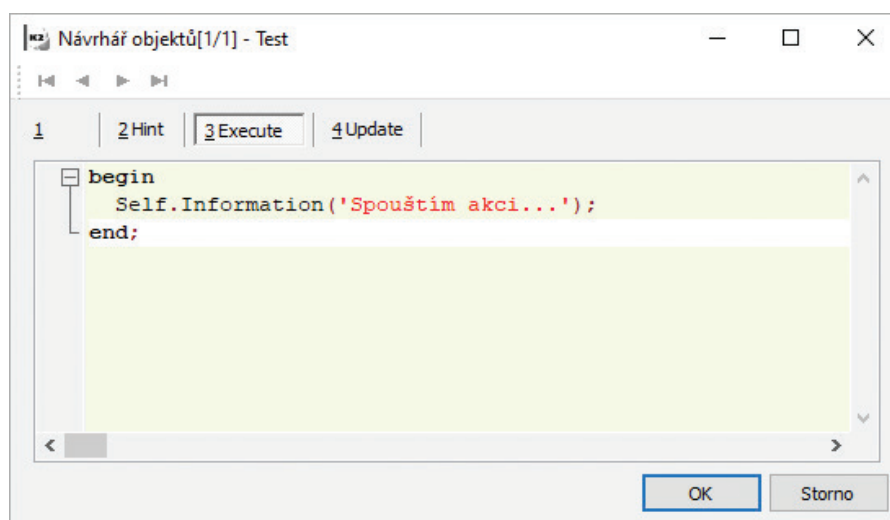 K2 Návrhář objektů[1/1] - Test
1 2 Hint 3 Execute 4 Update
begin
Self.Information('Spouštím akci...');
end;
OK Storno